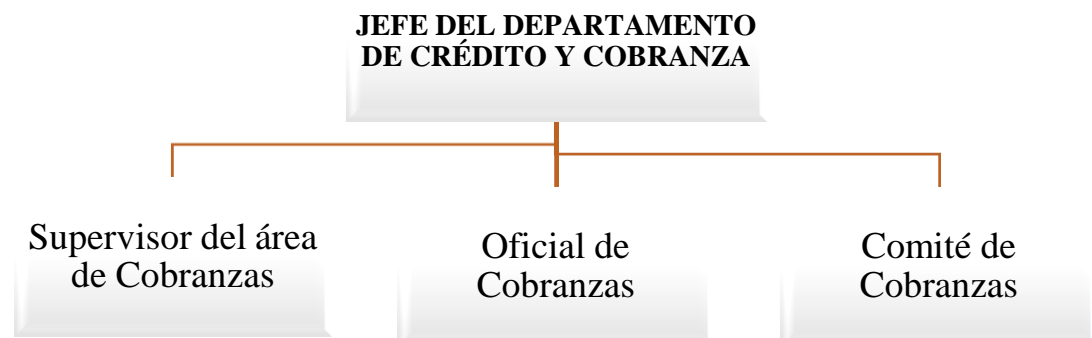 JEFE DEL DEPARTAMENTO
DE CRÉDITO Y COBRANZA
Supervisor del área
de Cobranzas
Oficial de
Cobranzas
Comité de
Cobranzas